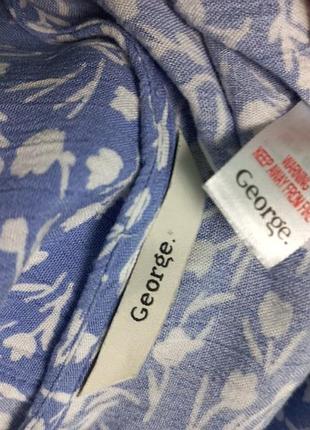 George.
WARNING
KEEP AWAY FROM FIRE
George.